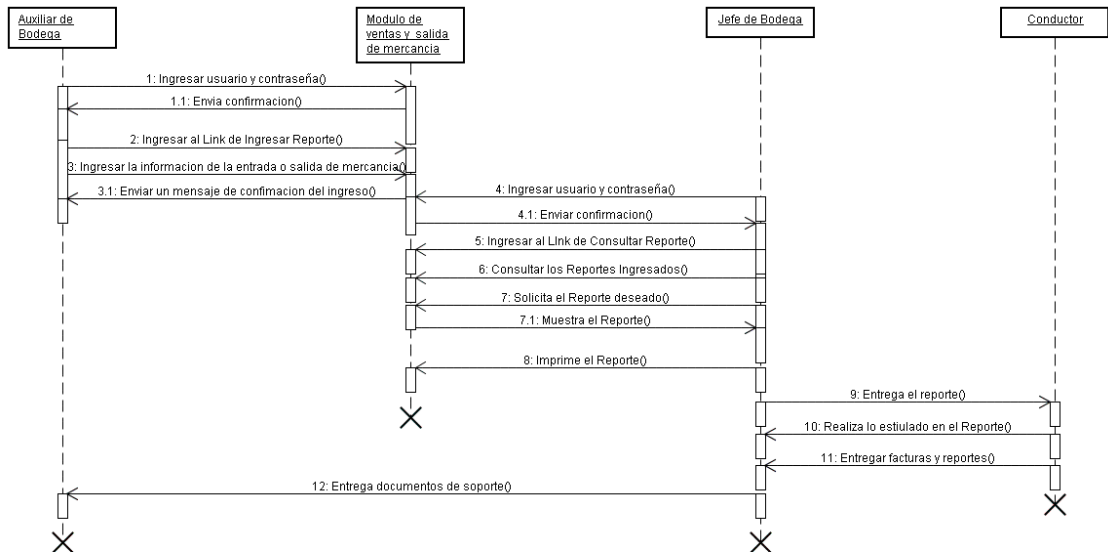 Auxiliar de
Bodega
Modulo de
ventas y salida
de mercancia
Jefe de Bodega
Conductor
1: Ingresar usuario y contraseña()
1.1: Envia confirmacion()
2: Ingresar al Link de Ingresar Reporte()
3: Ingresar la informacion de la entrada o salida de mercancia()
3.1: Enviar un mensaje de confimacion del ingreso()
4: Ingresar usuario y contraseña()
4.1: Enviar confirmacion()
5: Ingresar al LInk de Consultar Reporte()
6: Consultar los Reportes Ingresados()
7: Solicita el Reporte deseado()
7.1: Muestra el Reporte()
8: Imprime el Reporte()
9: Entrega el reporte()
10: Realiza lo estiulado en el Reporte()
11: Entregar facturas y reportes()
12: Entrega documentos de soporte()